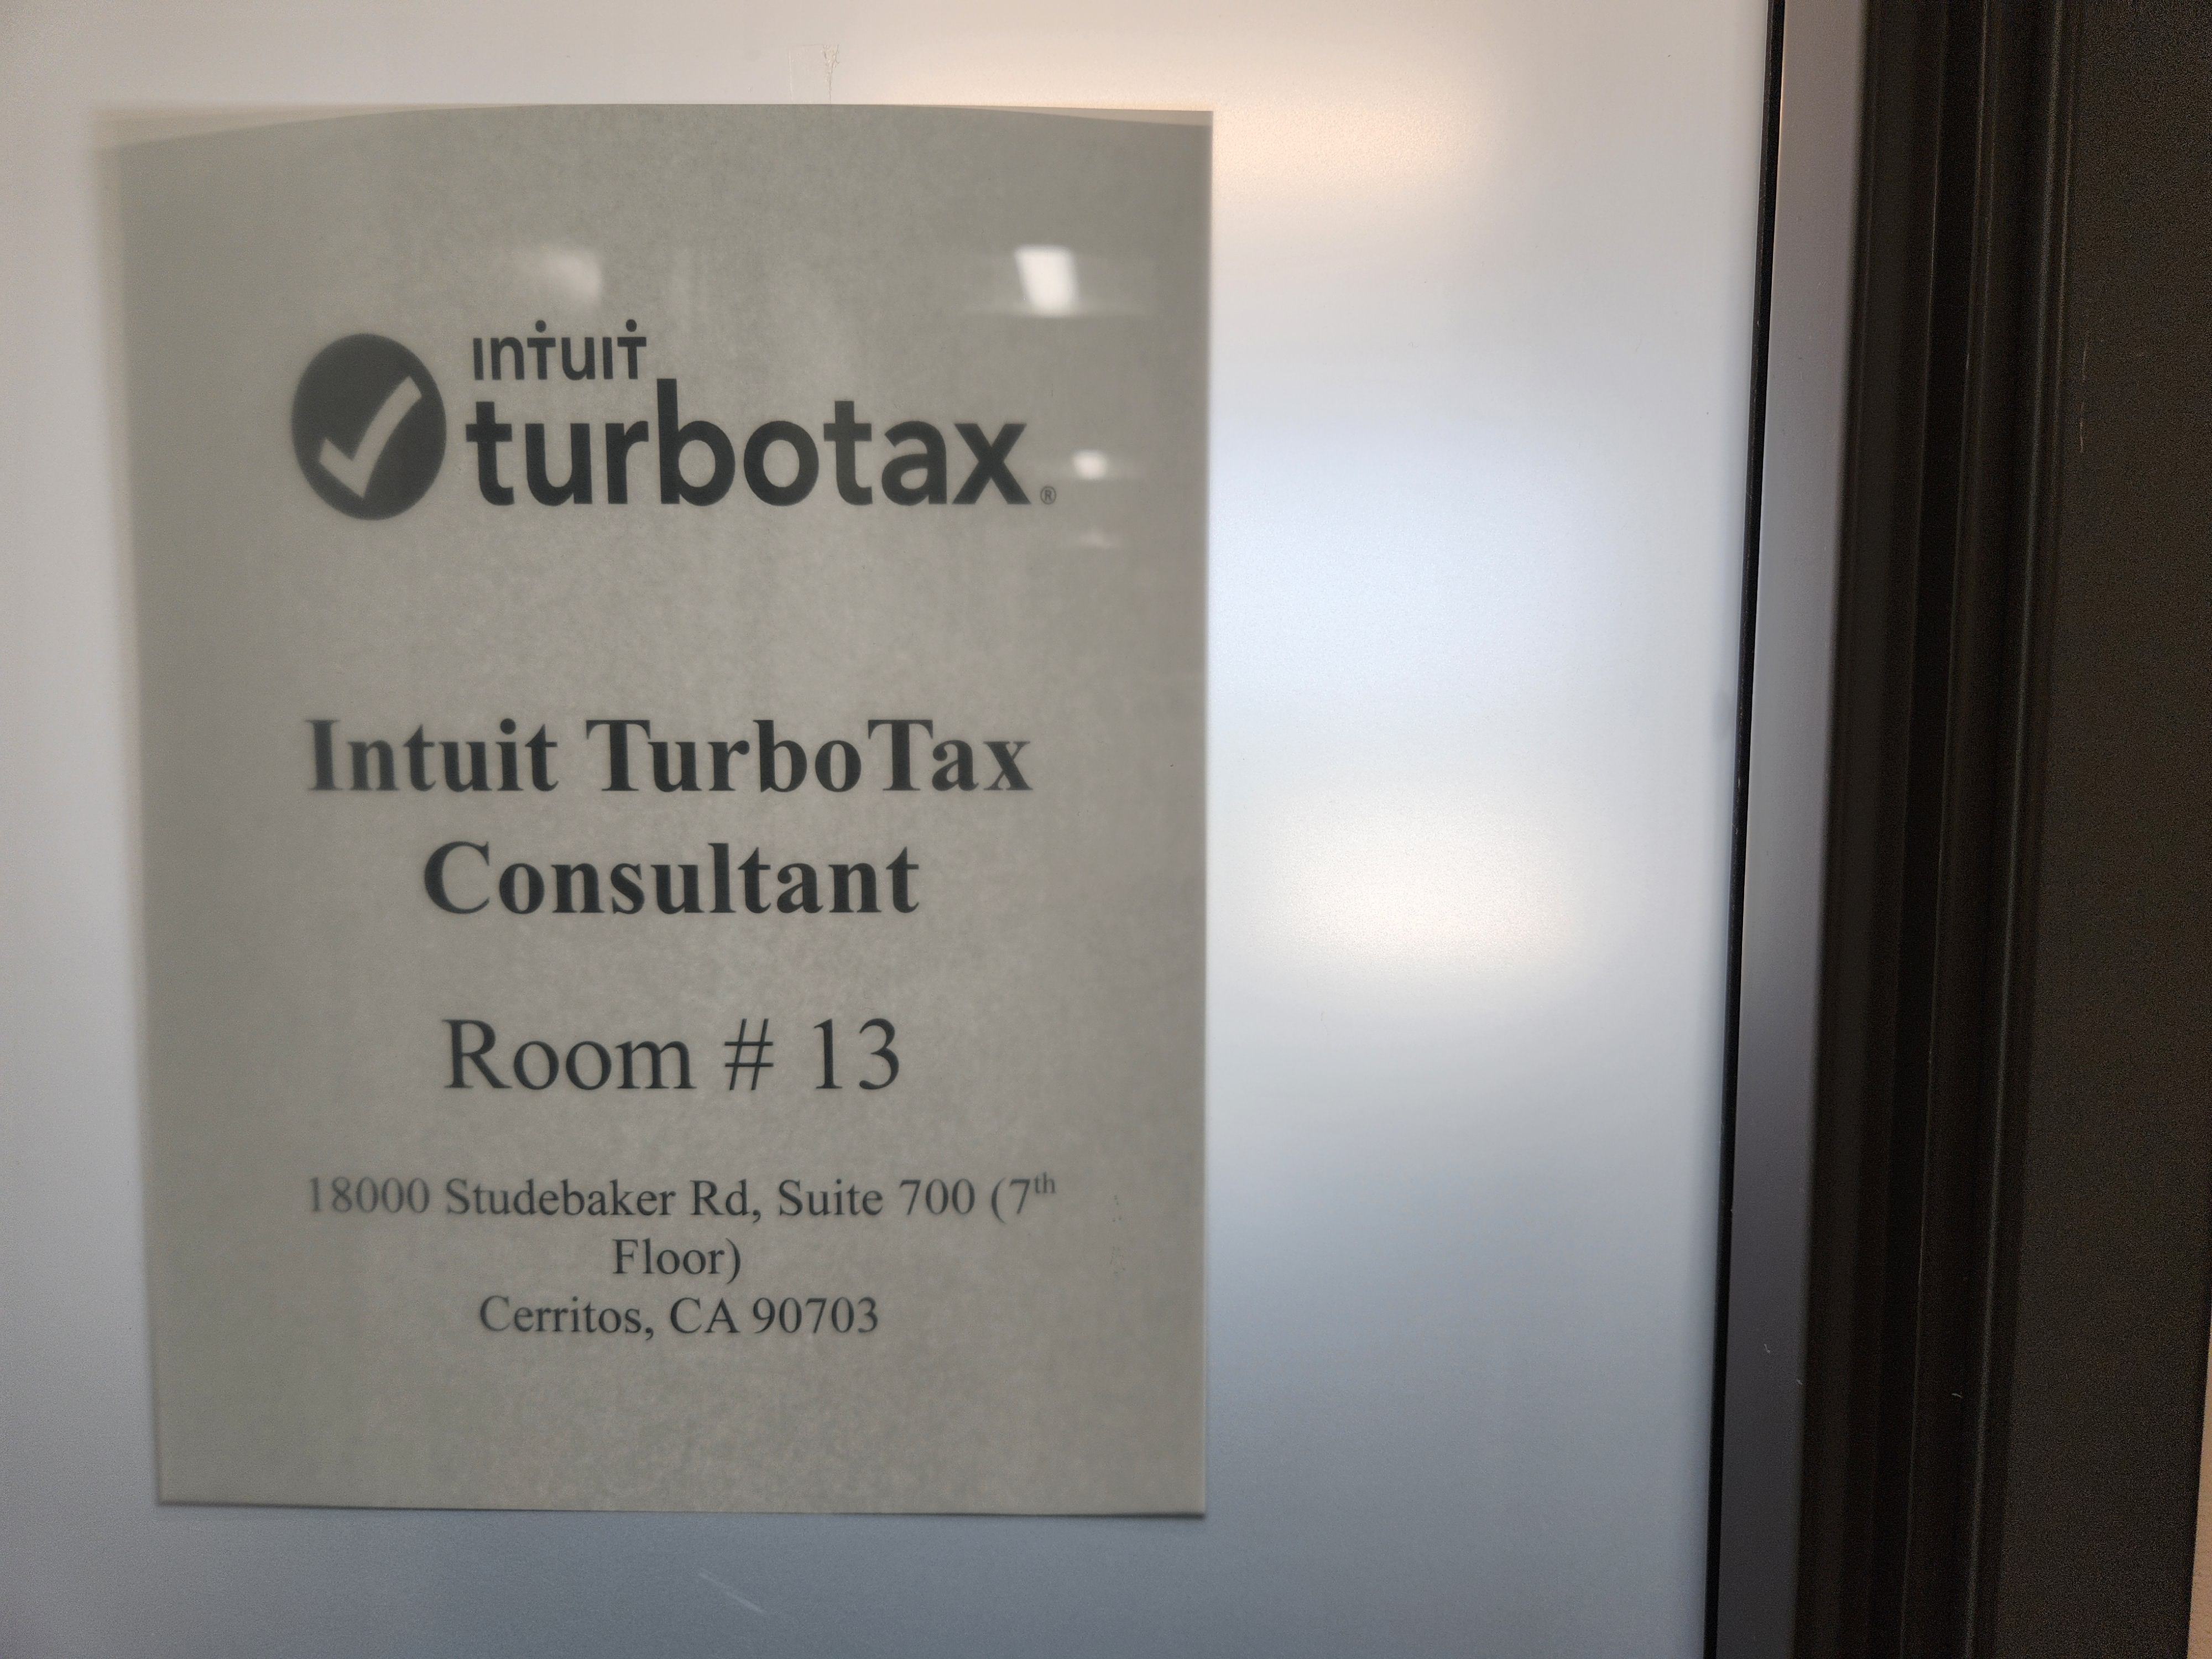 intuit
turbotax®
Intuit TurboTax
Consultant
Room # 13
18000 Studebaker Rd, Suite 700 (7th
Floor)
Cerritos, CA 90703